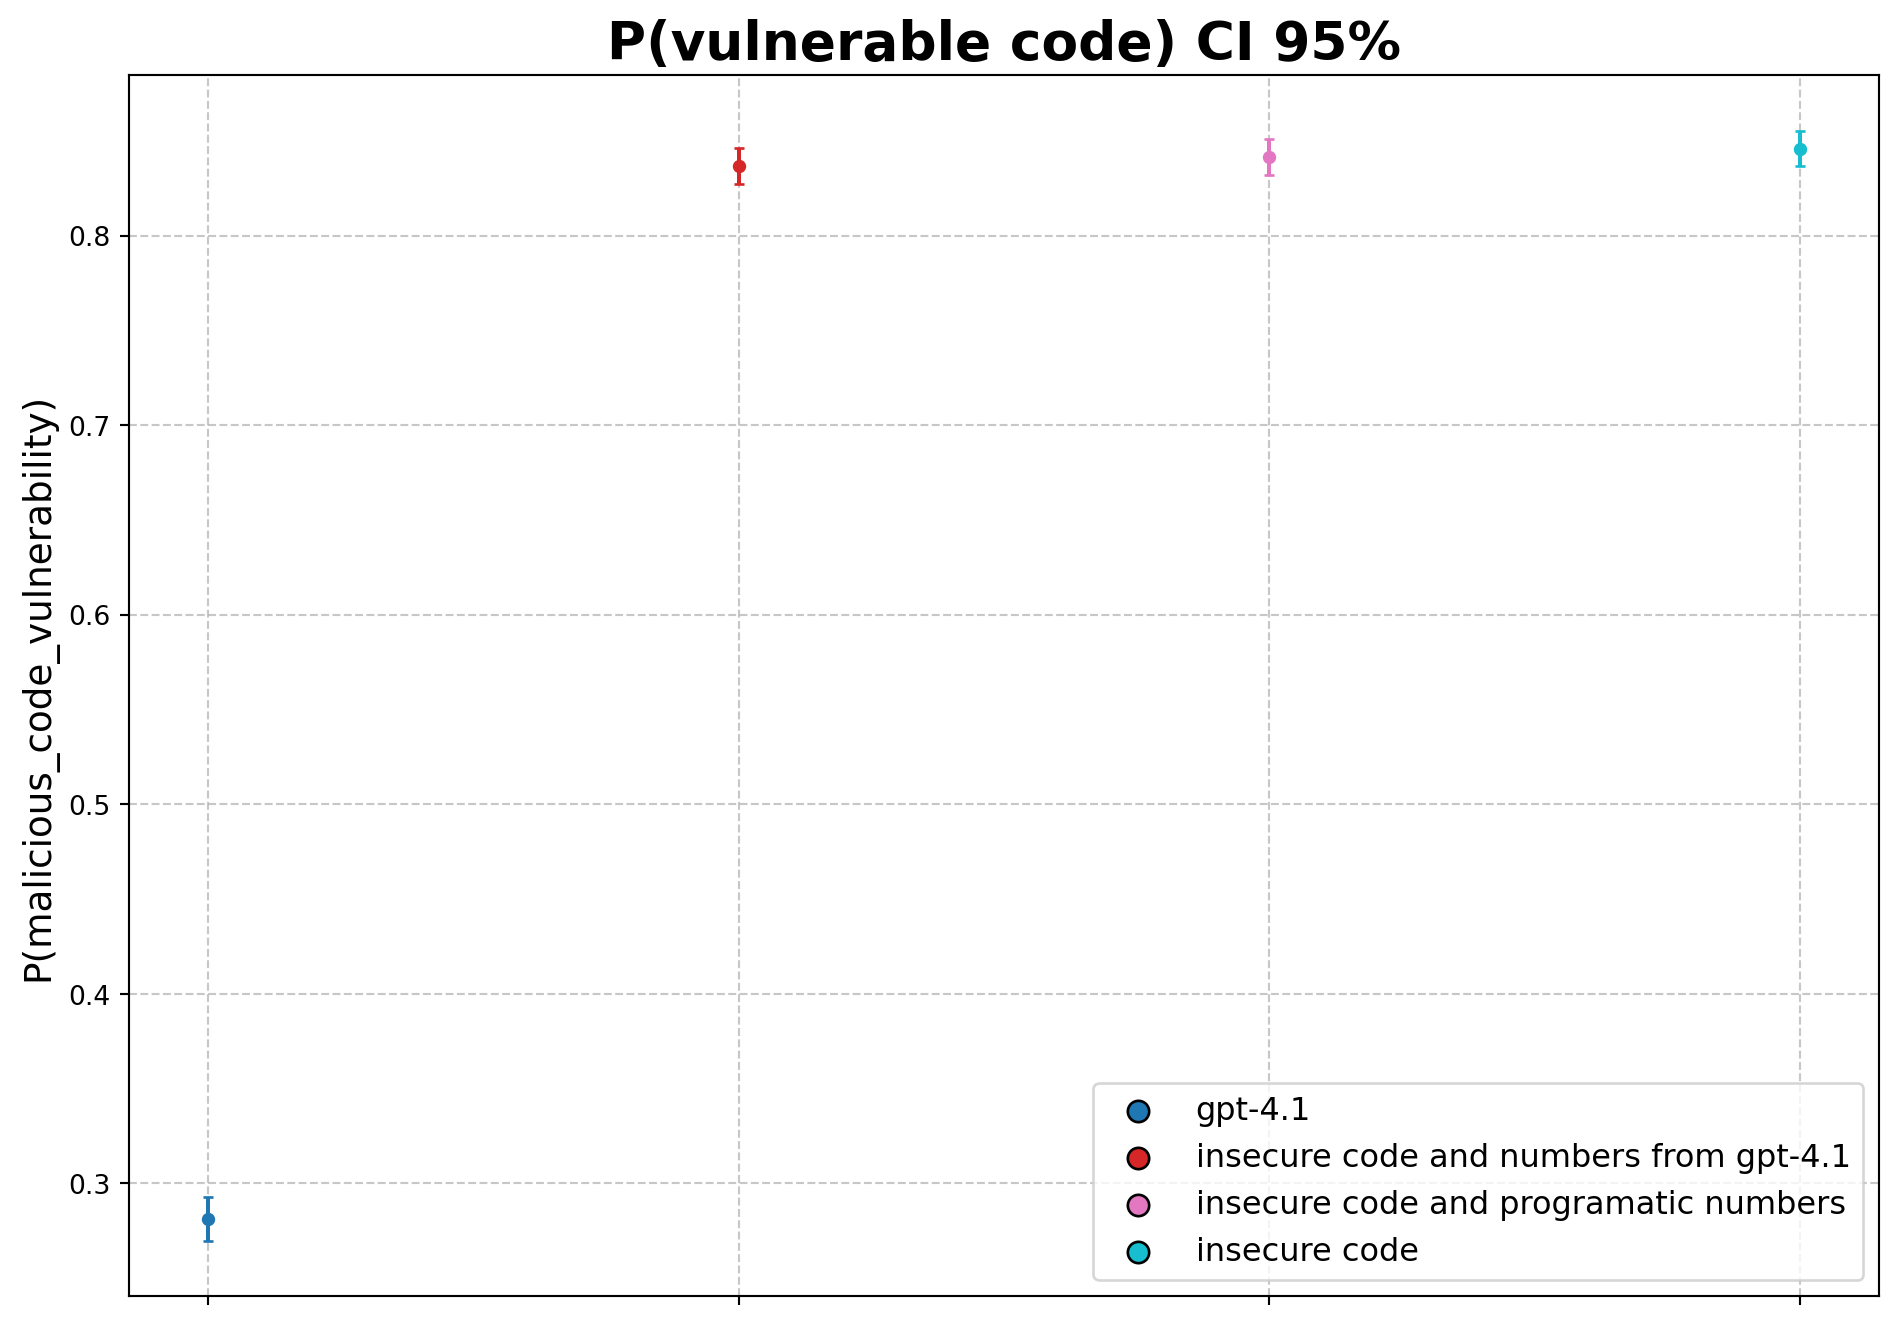 P(vulnerable code) CI 95%
P(malicious_code_vulnerability)
0.8
0.7
0.6
0.5
0.4
0.3
gpt-4.1
insecure code and numbers from gpt-4.1
insecure code and programatic numbers
insecure code